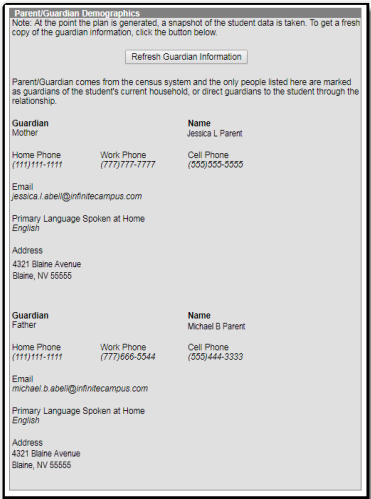 Parent/Guardian Demographics
Note: At the point the plan is generated, a snapshot of the student data is taken. To get a fresh
copy of the guardian information, click the button below.
Refresh Guardian Information
Parent/Guardian comes from the census system and the only people listed here are marked
as guardians of the student's current household, or direct guardians to the student through the
relationship.
Guardian Name
Mother Jessica L Parent
Home Phone Work Phone Cell Phone
(111)111-1111 (777)777-7777 (555)555-5555
Email
jessica.l.abell@infinitecampus.com
Primary Language Spoken at Home
English
Address
4321 Blaine Avenue
Blaine, NV 55555
Guardian Name
Father Michael B Parent
Home Phone Work Phone Cell Phone
(111)111-1111 (777)666-5544 (555)444-3333
Email
michael.b.abell@infinitecampus.com
Primary Language Spoken at Home
English
Address
4321 Blaine Avenue
Blaine, NV 55555